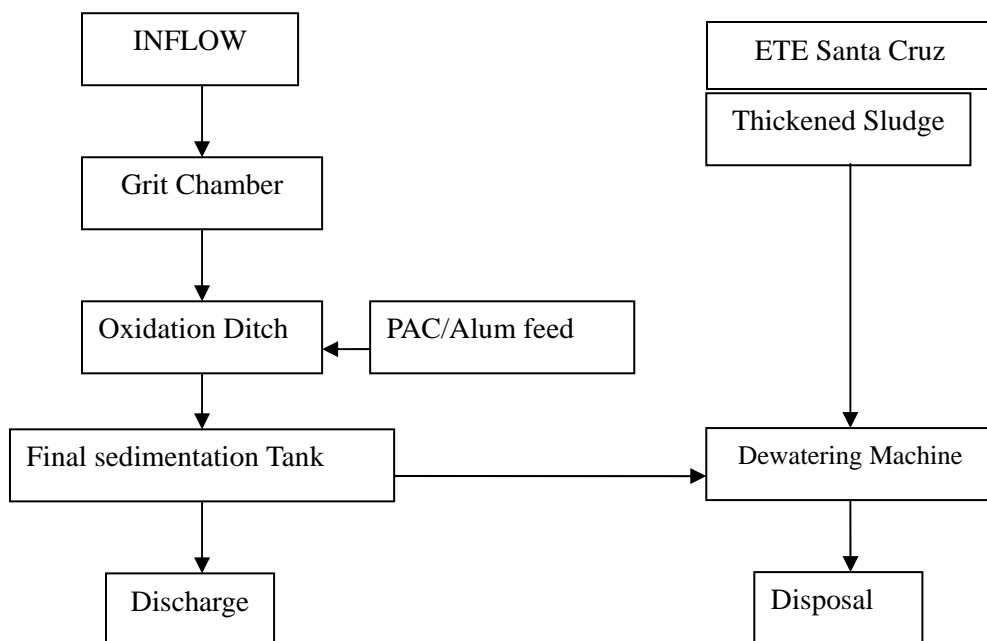 INFLOW
ETE Santa Cruz
Thickened Sludge
Grit Chamber
Oxidation Ditch
PAC/Alum feed
Final sedimentation Tank
Dewatering Machine
Discharge
Disposal